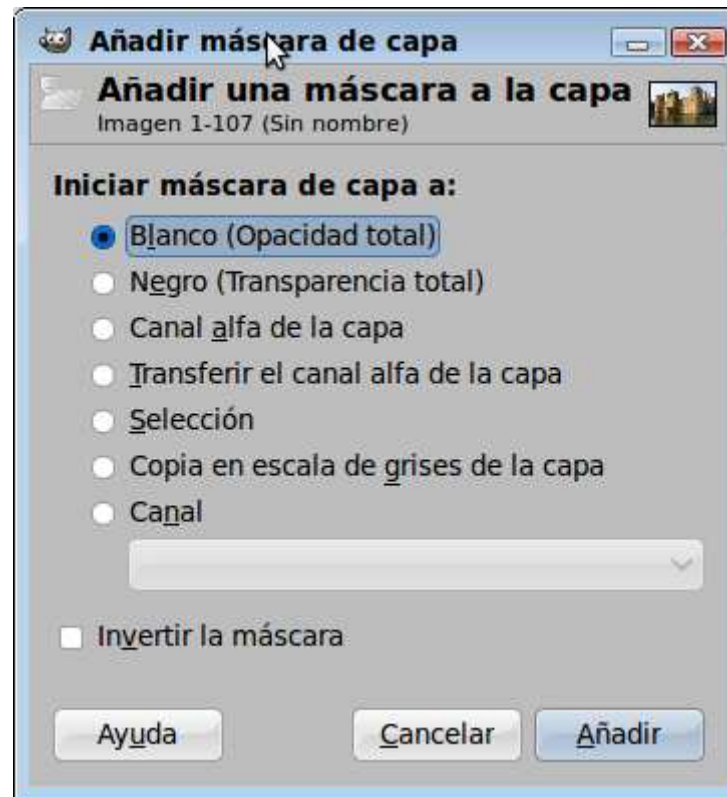 Añadir máscara de capa
Añadir una máscara a la capa
Imagen 1-107 (Sin nombre)
Iniciar máscara de capa a:
Blanco (Opacidad total)
Negro (Transparencia total)
Canal alfa de la capa
Transferir el canal alfa de la capa
Selección
Copia en escala de grises de la capa
Canal
Invertir la máscara
Ayuda
Cancelar
Añadir